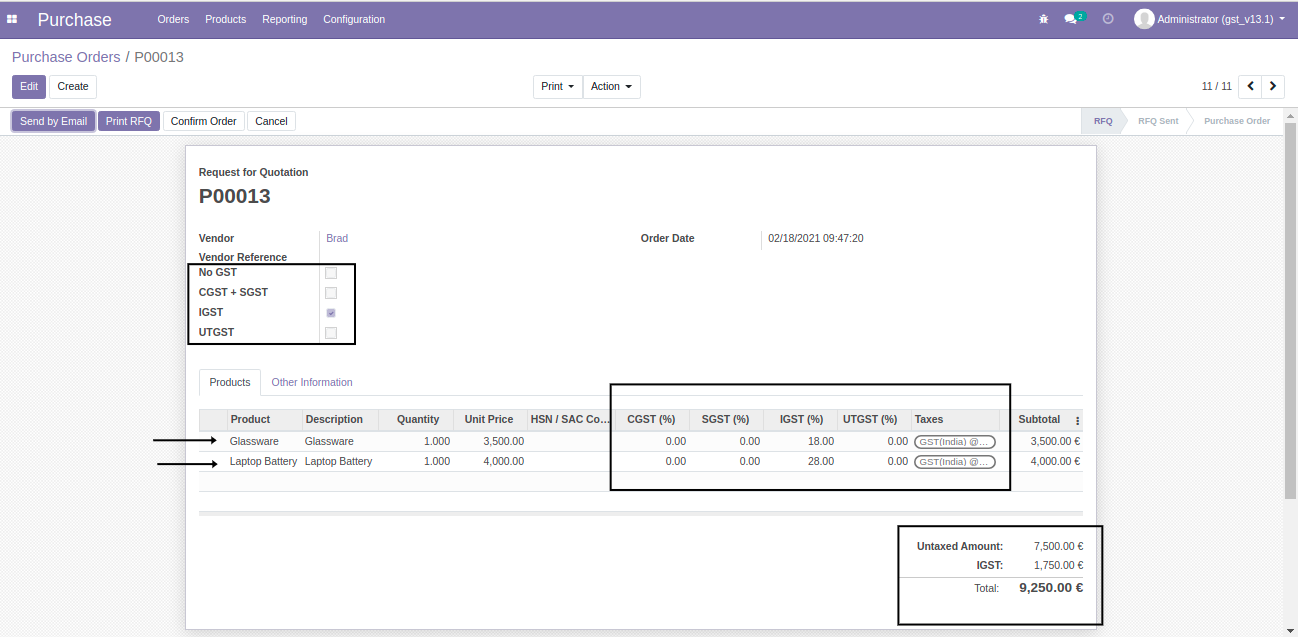 Purchase Orders Products Reporting Configuration 2 Administrator (gst_v13.1)
Purchase Orders / P00013
Edit Create Print Action 11 / 11
Send by Email Print RFQ Confirm Order Cancel RFQ RFQ Sent Purchase Order
Request for Quotation
P00013
Vendor Brad Order Date 02/18/2021 09:47:20
Vendor Reference
No GST
CGST + SGST
IGST
UTGST
Products Other Information
Product Description Quantity Unit Price HSN / SAC Co... CGST (%) SGST (%) IGST (%) UTGST (%) Taxes Subtotal
Glassware Glassware 1.000 3,500.00 0.00 0.00 18.00 0.00 GST(India) @... 3,500.00 €
Laptop Battery Laptop Battery 1.000 4,000.00 0.00 0.00 28.00 0.00 GST(India) @... 4,000.00 €
Untaxed Amount: 7,500.00 €
IGST: 1,750.00 €
Total: 9,250.00 €